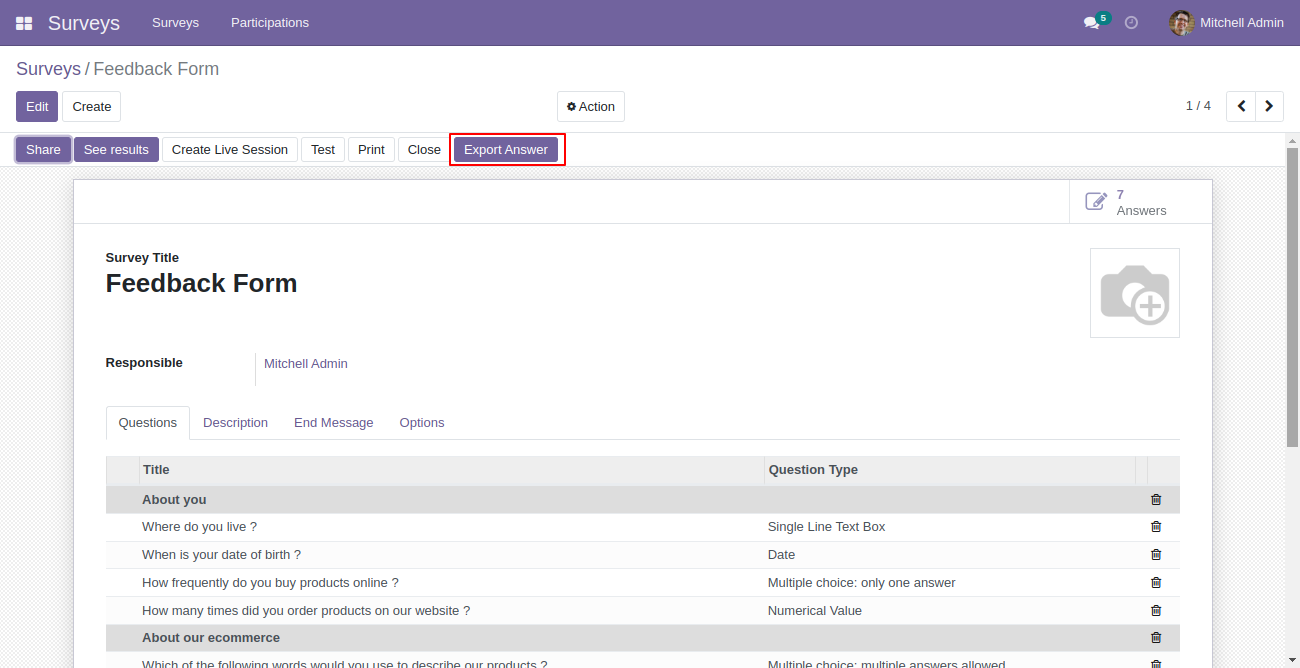 Surveys Surveys Participations 5 Mitchell Admin
Surveys / Feedback Form
Edit Create Action 1 / 4
Share See results Create Live Session Test Print Close Export Answer
7
Answers
Survey Title
Feedback Form
Responsible Mitchell Admin
Questions Description End Message Options
Title Question Type
About you
Where do you live ? Single Line Text Box
When is your date of birth ? Date
How frequently do you buy products online ? Multiple choice: only one answer
How many times did you order products on our website ? Numerical Value
About our ecommerce
Which of the following words would you use to describe our products ? Multiple choice: multiple answers allowed